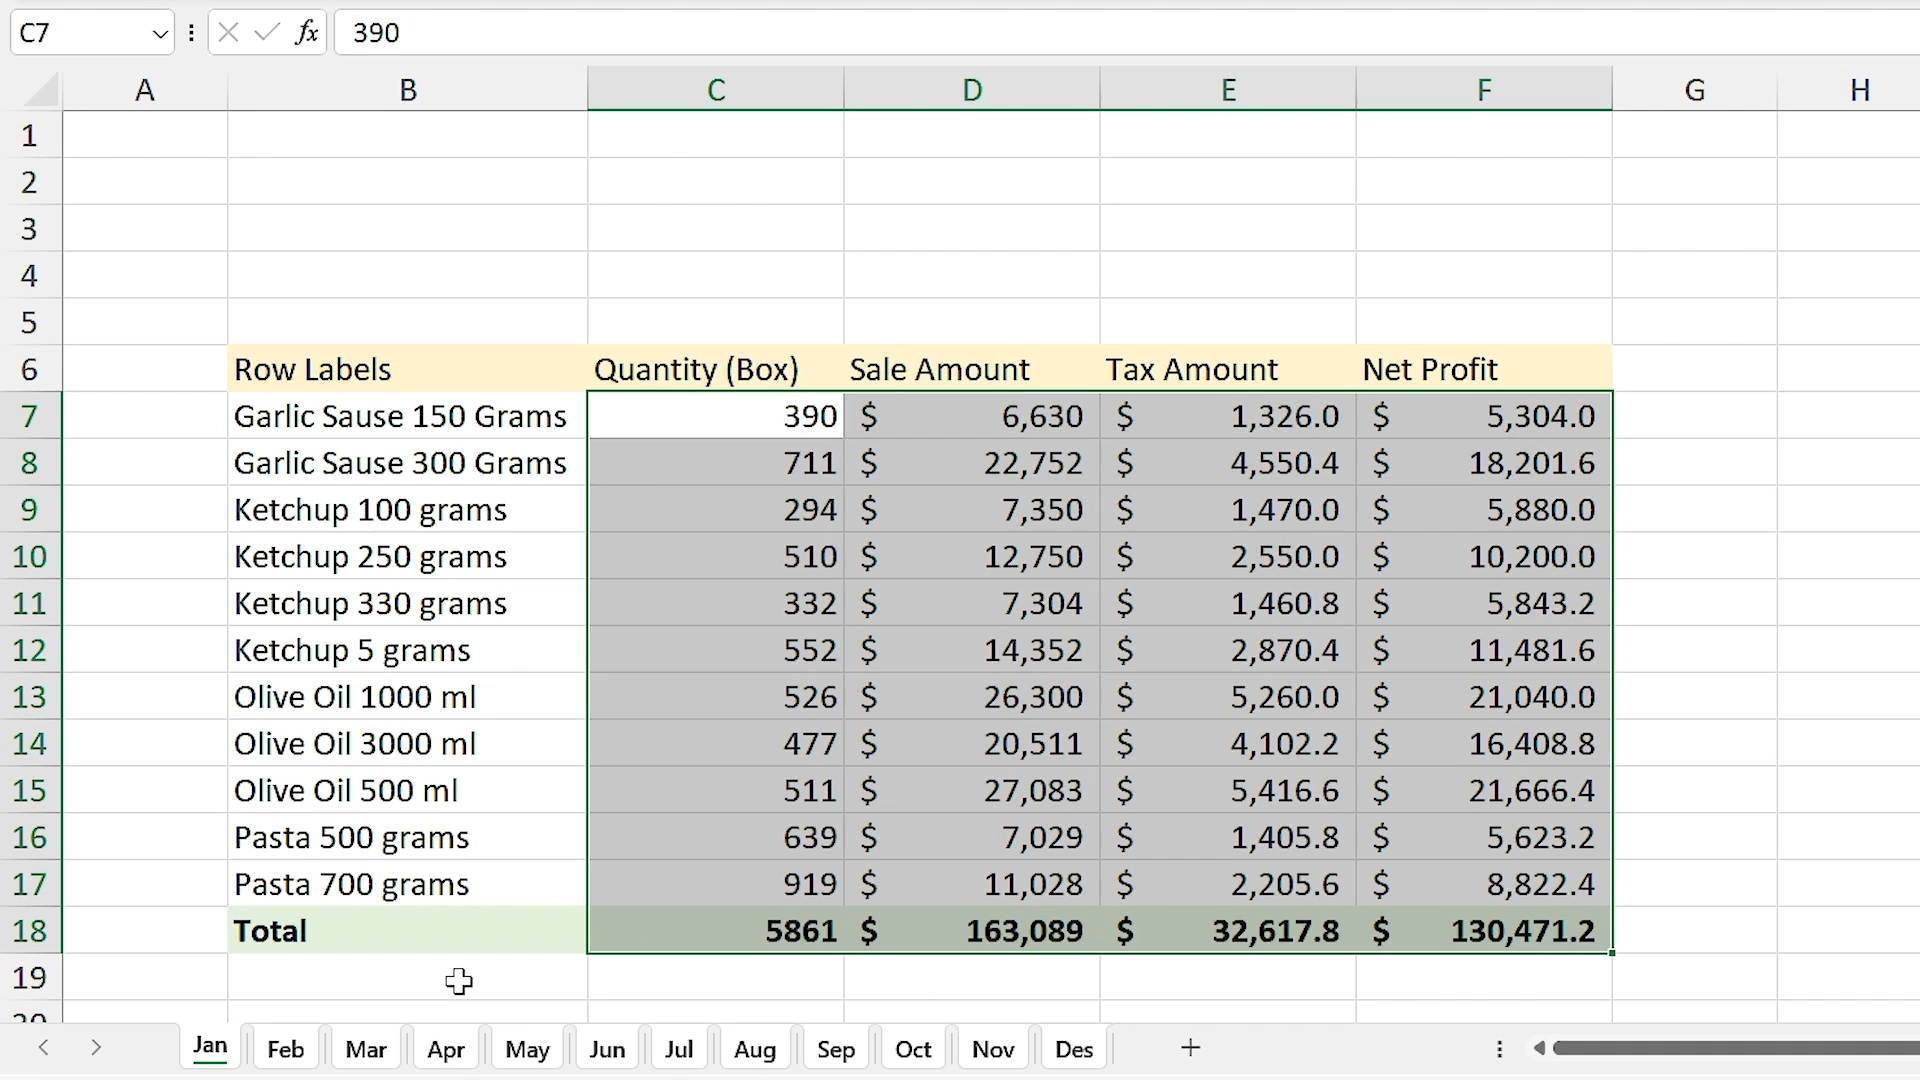 C7 fx 390
A B C D E F G H
1
2
3
4
5
6 Row Labels Quantity (Box) Sale Amount Tax Amount Net Profit
7 Garlic Sause 150 Grams 390 $ 6,630 $ 1,326.0 $ 5,304.0
8 Garlic Sause 300 Grams 711 $ 22,752 $ 4,550.4 $ 18,201.6
9 Ketchup 100 grams 294 $ 7,350 $ 1,470.0 $ 5,880.0
10 Ketchup 250 grams 510 $ 12,750 $ 2,550.0 $ 10,200.0
11 Ketchup 330 grams 332 $ 7,304 $ 1,460.8 $ 5,843.2
12 Ketchup 5 grams 552 $ 14,352 $ 2,870.4 $ 11,481.6
13 Olive Oil 1000 ml 526 $ 26,300 $ 5,260.0 $ 21,040.0
14 Olive Oil 3000 ml 477 $ 20,511 $ 4,102.2 $ 16,408.8
15 Olive Oil 500 ml 511 $ 27,083 $ 5,416.6 $ 21,666.4
16 Pasta 500 grams 639 $ 7,029 $ 1,405.8 $ 5,623.2
17 Pasta 700 grams 919 $ 11,028 $ 2,205.6 $ 8,822.4
18 Total 5861 $ 163,089 $ 32,617.8 $ 130,471.2
19
20
Jan Feb Mar Apr May Jun Jul Aug Sep Oct Nov Des